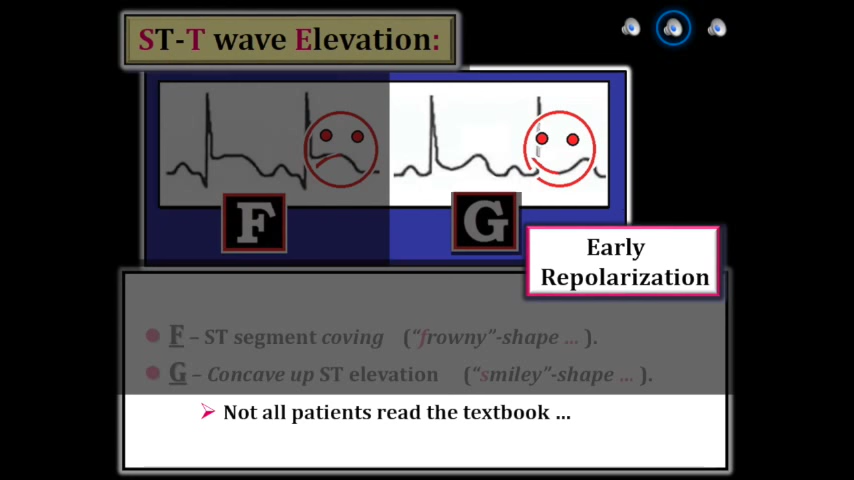 ST-T wave Elevation:
F
G
Early
Repolarization
F – ST segment coving ("frowny"-shape ... ).
G – Concave up ST elevation ("smiley"-shape ... ).
Not all patients read the textbook ...